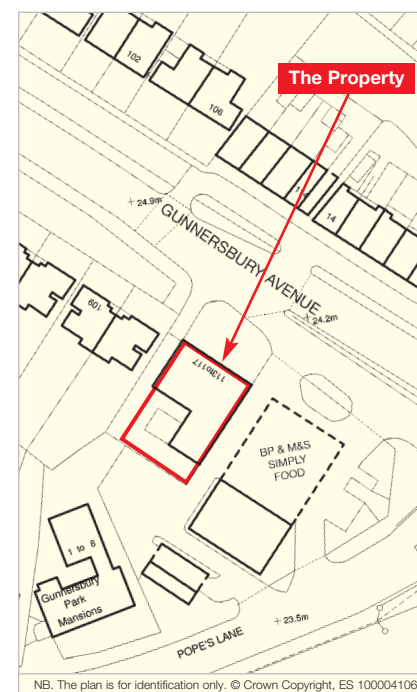 102
106
The Property
14
+ 24.9m
GUNNERSBURY AVENUE
+ 24.2m
109
113to117
BP & M&S
SIMPLY
FOOD
1 to 8
Gunnersbury
Park
Mansions
POPE'S LANE
+ 23.5m
NB. The plan is for identification only. © Crown Copyright, ES 100004106